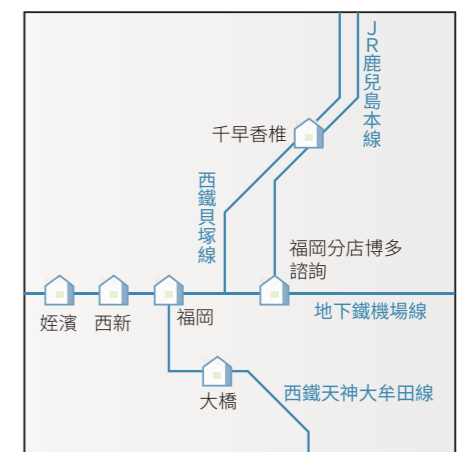 JR鹿兒島本線
千早香椎
西鐵貝塚線
福岡分店博多
諮詢
地下鐵機場線
姪濱
西新
福岡
大橋
西鐵天神大牟田線